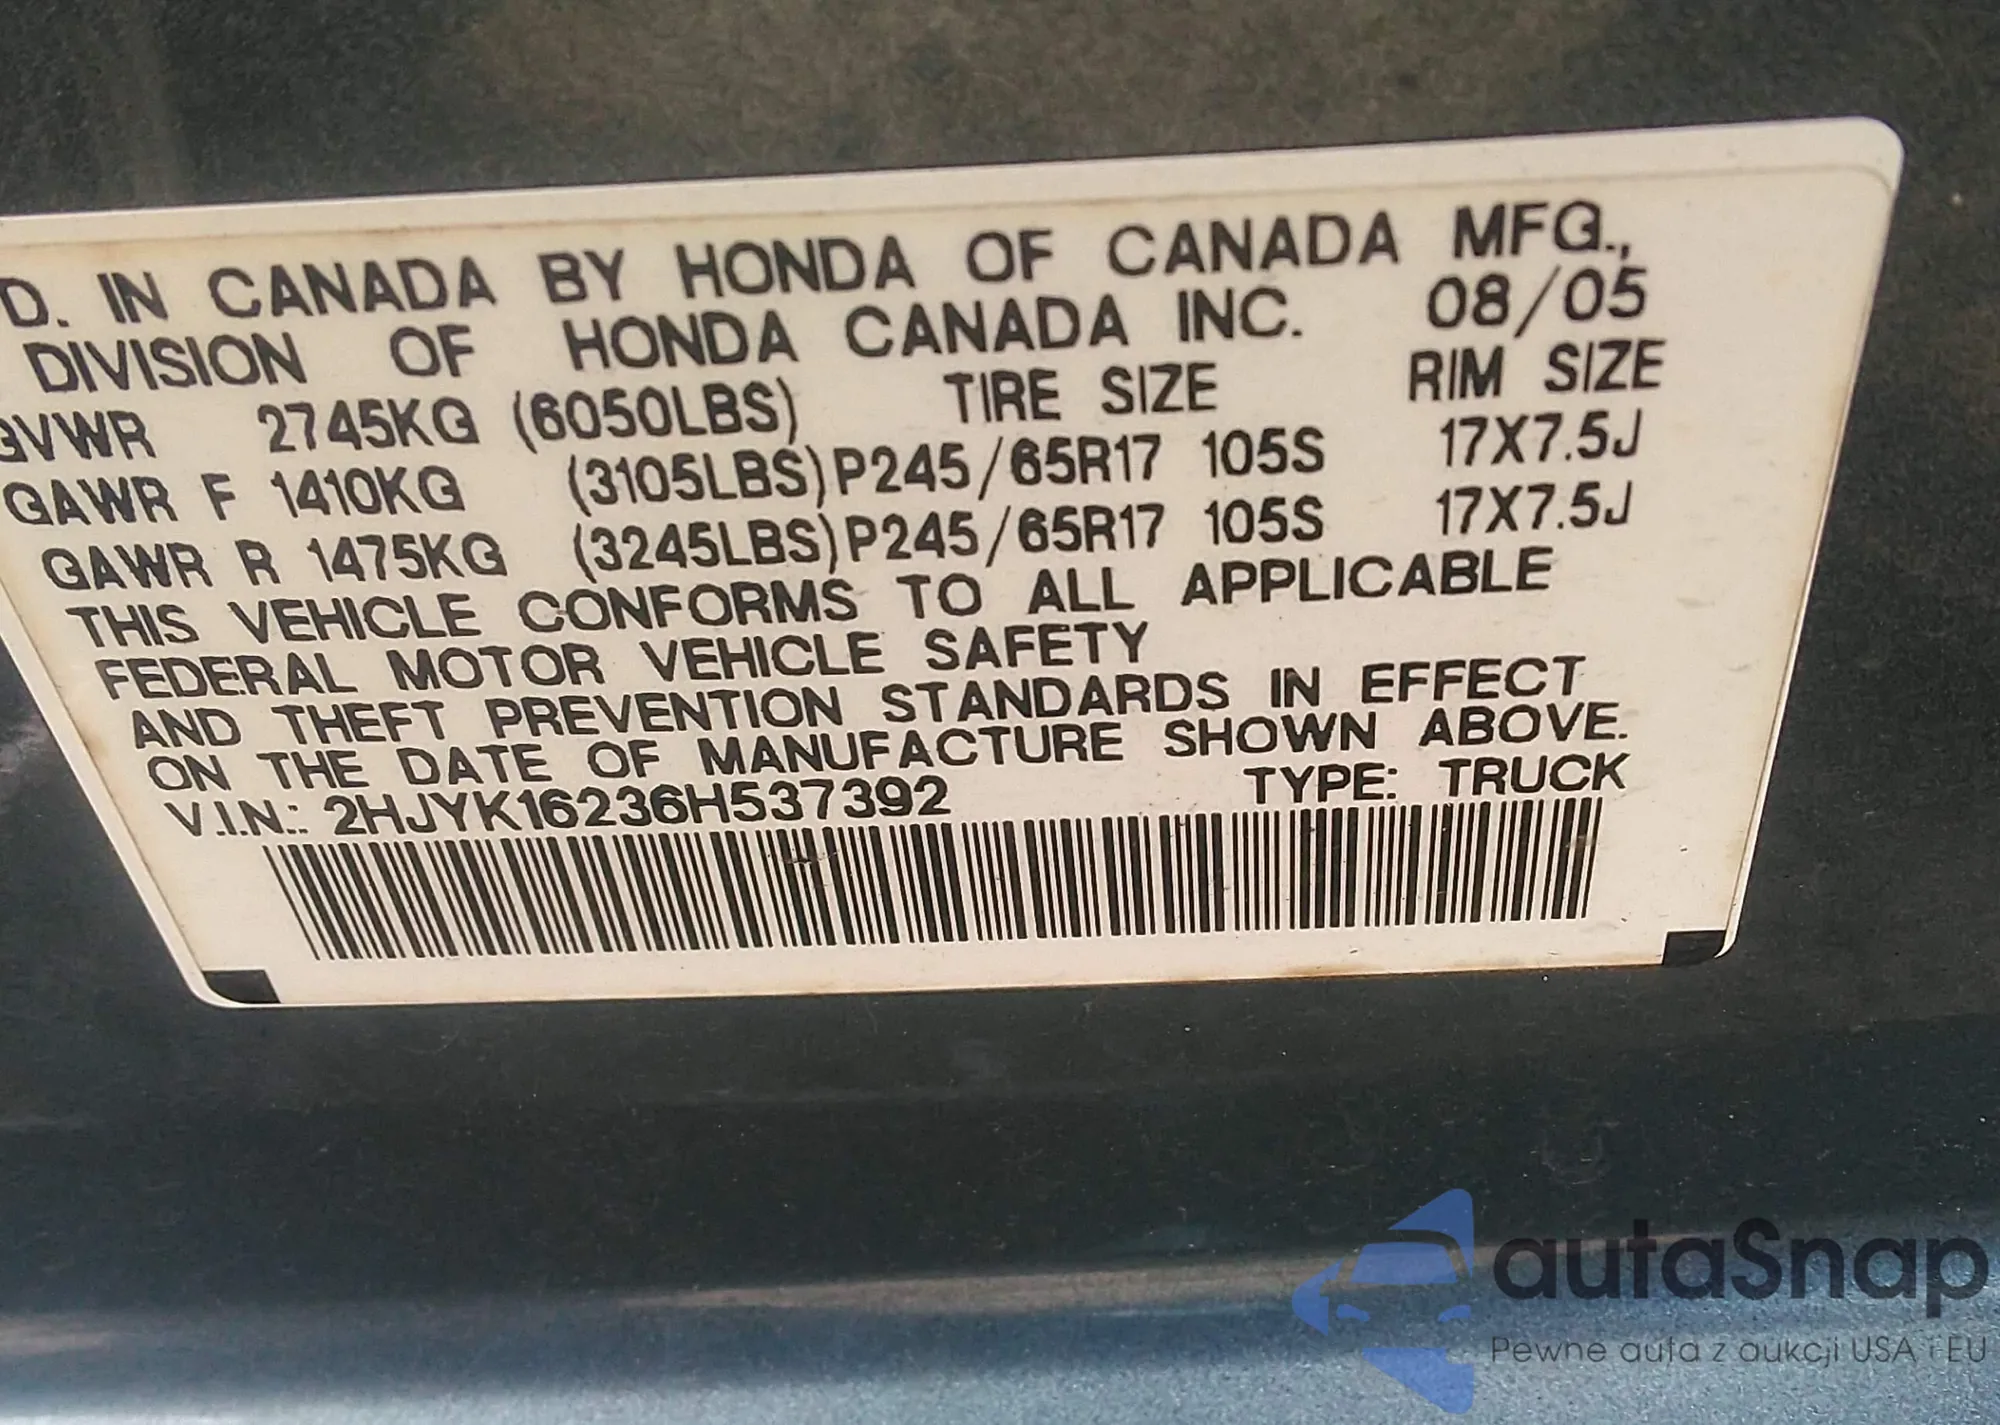 D. IN CANADA BY HONDA OF CANADA MFG.,
DIVISION OF HONDA CANADA INC. 08/05
GVWR 2745KG (6050LBS) TIRE SIZE RIM SIZE
GAWR F 1410KG (3105LBS) P245/65R17 105S 17X7.5J
GAWR R 1475KG (3245LBS) P245/65R17 105S 17X7.5J
THIS VEHICLE CONFORMS TO ALL APPLICABLE
FEDERAL MOTOR VEHICLE SAFETY
AND THEFT PREVENTION STANDARDS IN EFFECT
ON THE DATE OF MANUFACTURE SHOWN ABOVE.
V.I.N.: 2HJYK16236H537392 TYPE: TRUCK
autaSnap
Pewne auta z aukcji USA i EU